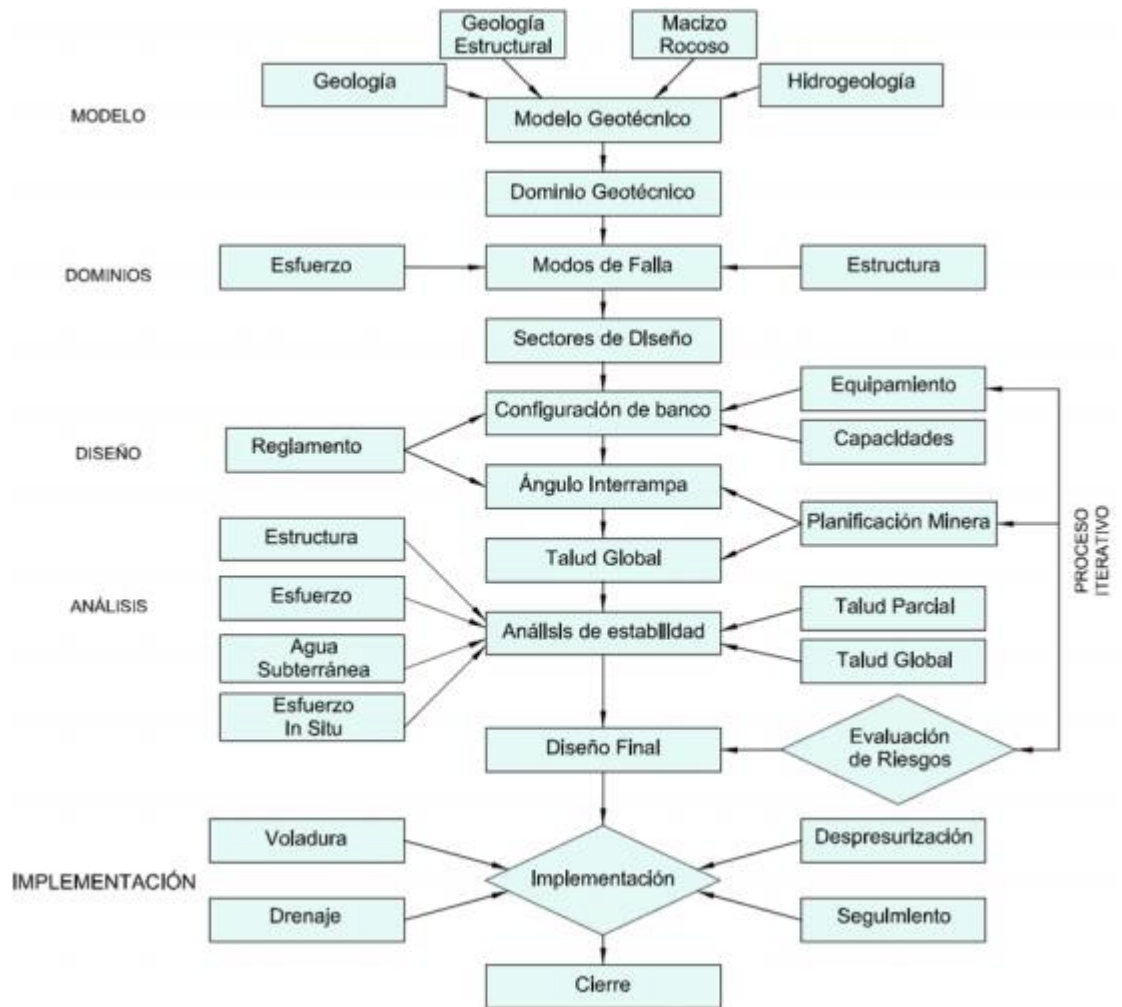 Geología
Estructural
Macizo
Rocoso
Geología
Hidrogeología
MODELO
Modelo Geotécnico
Dominio Geotécnico
DOMINIOS
Esfuerzo
Modos de Falla
Estructura
Sectores de Diseño
Equipamiento
Configuración de banco
Capacidades
DISEÑO
Reglamento
Ángulo Interrampa
Planificación Minera
Estructura
Talud Global
PROCESO
ITERATIVO
ANÁLISIS
Esfuerzo
Talud Parcial
Análisis de estabilidad
Agua
Subterránea
Talud Global
Esfuerzo
In Situ
Diseño Final
Evaluación
de Riesgos
Voladura
Despresurización
IMPLEMENTACIÓN
Implementación
Drenaje
Seguimiento
Cierre